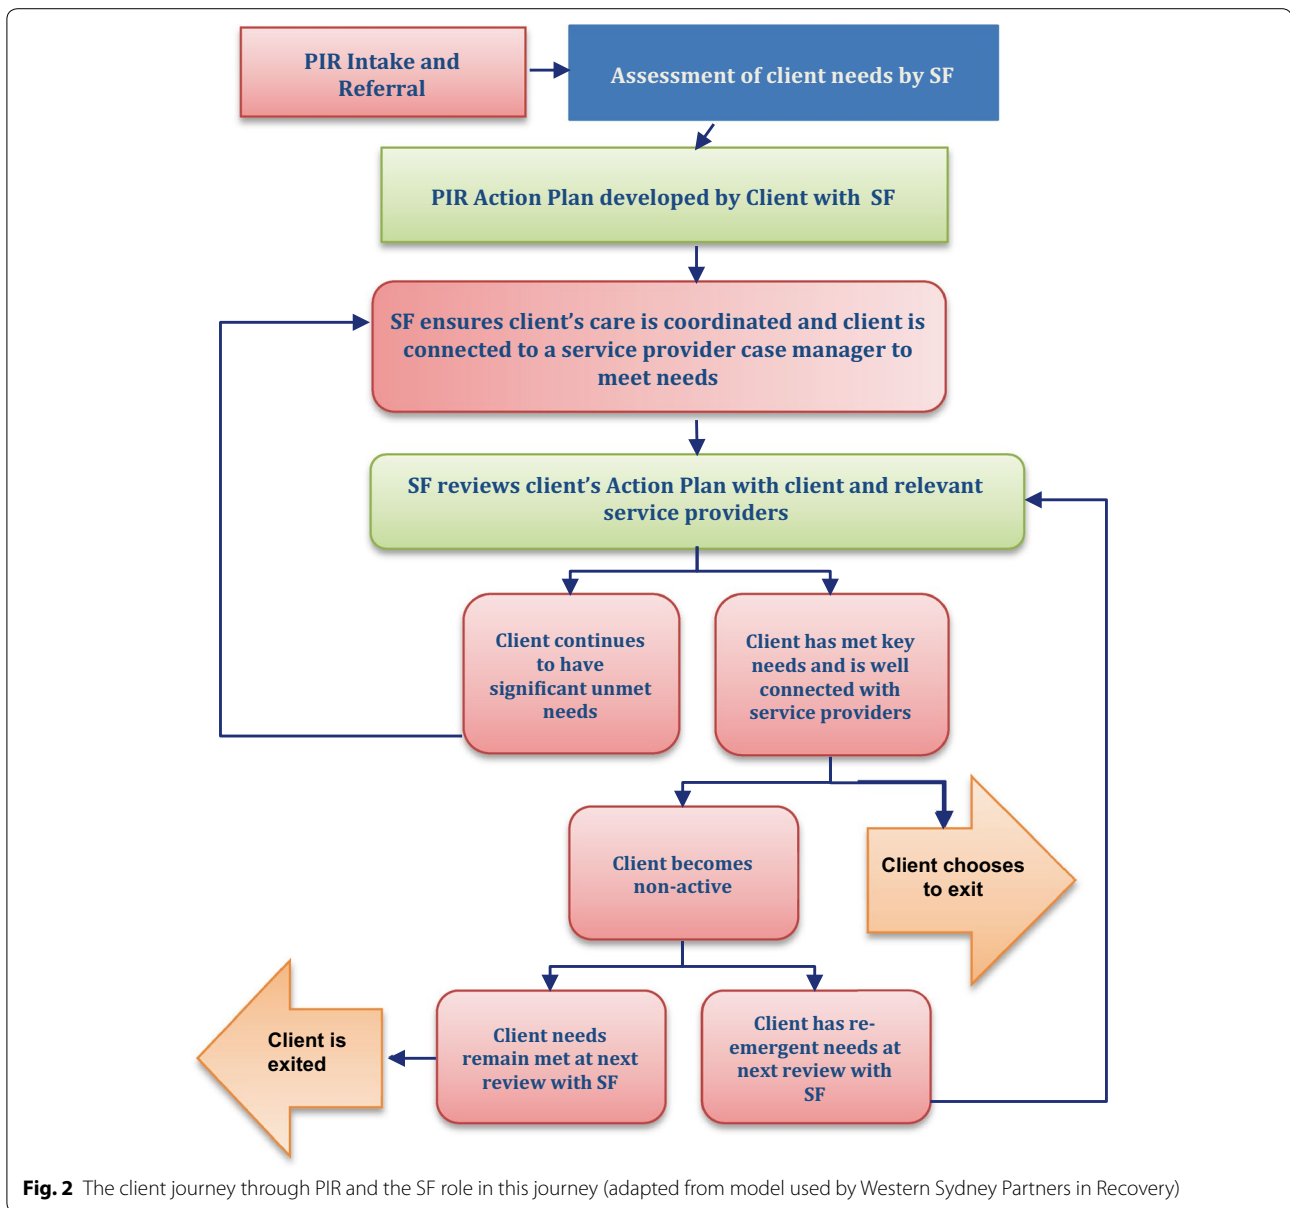 PIR Intake and
Referral
Assessment of client needs by SF
PIR Action Plan developed by Client with SF
SF ensures client’s care is coordinated and client is
connected to a service provider case manager to
meet needs
SF reviews client’s Action Plan with client and relevant
service providers
Client continues
to have
significant unmet
needs
Client has met key
needs and is well
connected with
service providers
Client becomes
non-active
Client chooses
to exit
Client is
exited
Client needs
remain met at next
review with SF
Client has re-
emergent needs at
next review with
SF
Fig. 2 The client journey through PIR and the SF role in this journey (adapted from model used by Western Sydney Partners in Recovery)